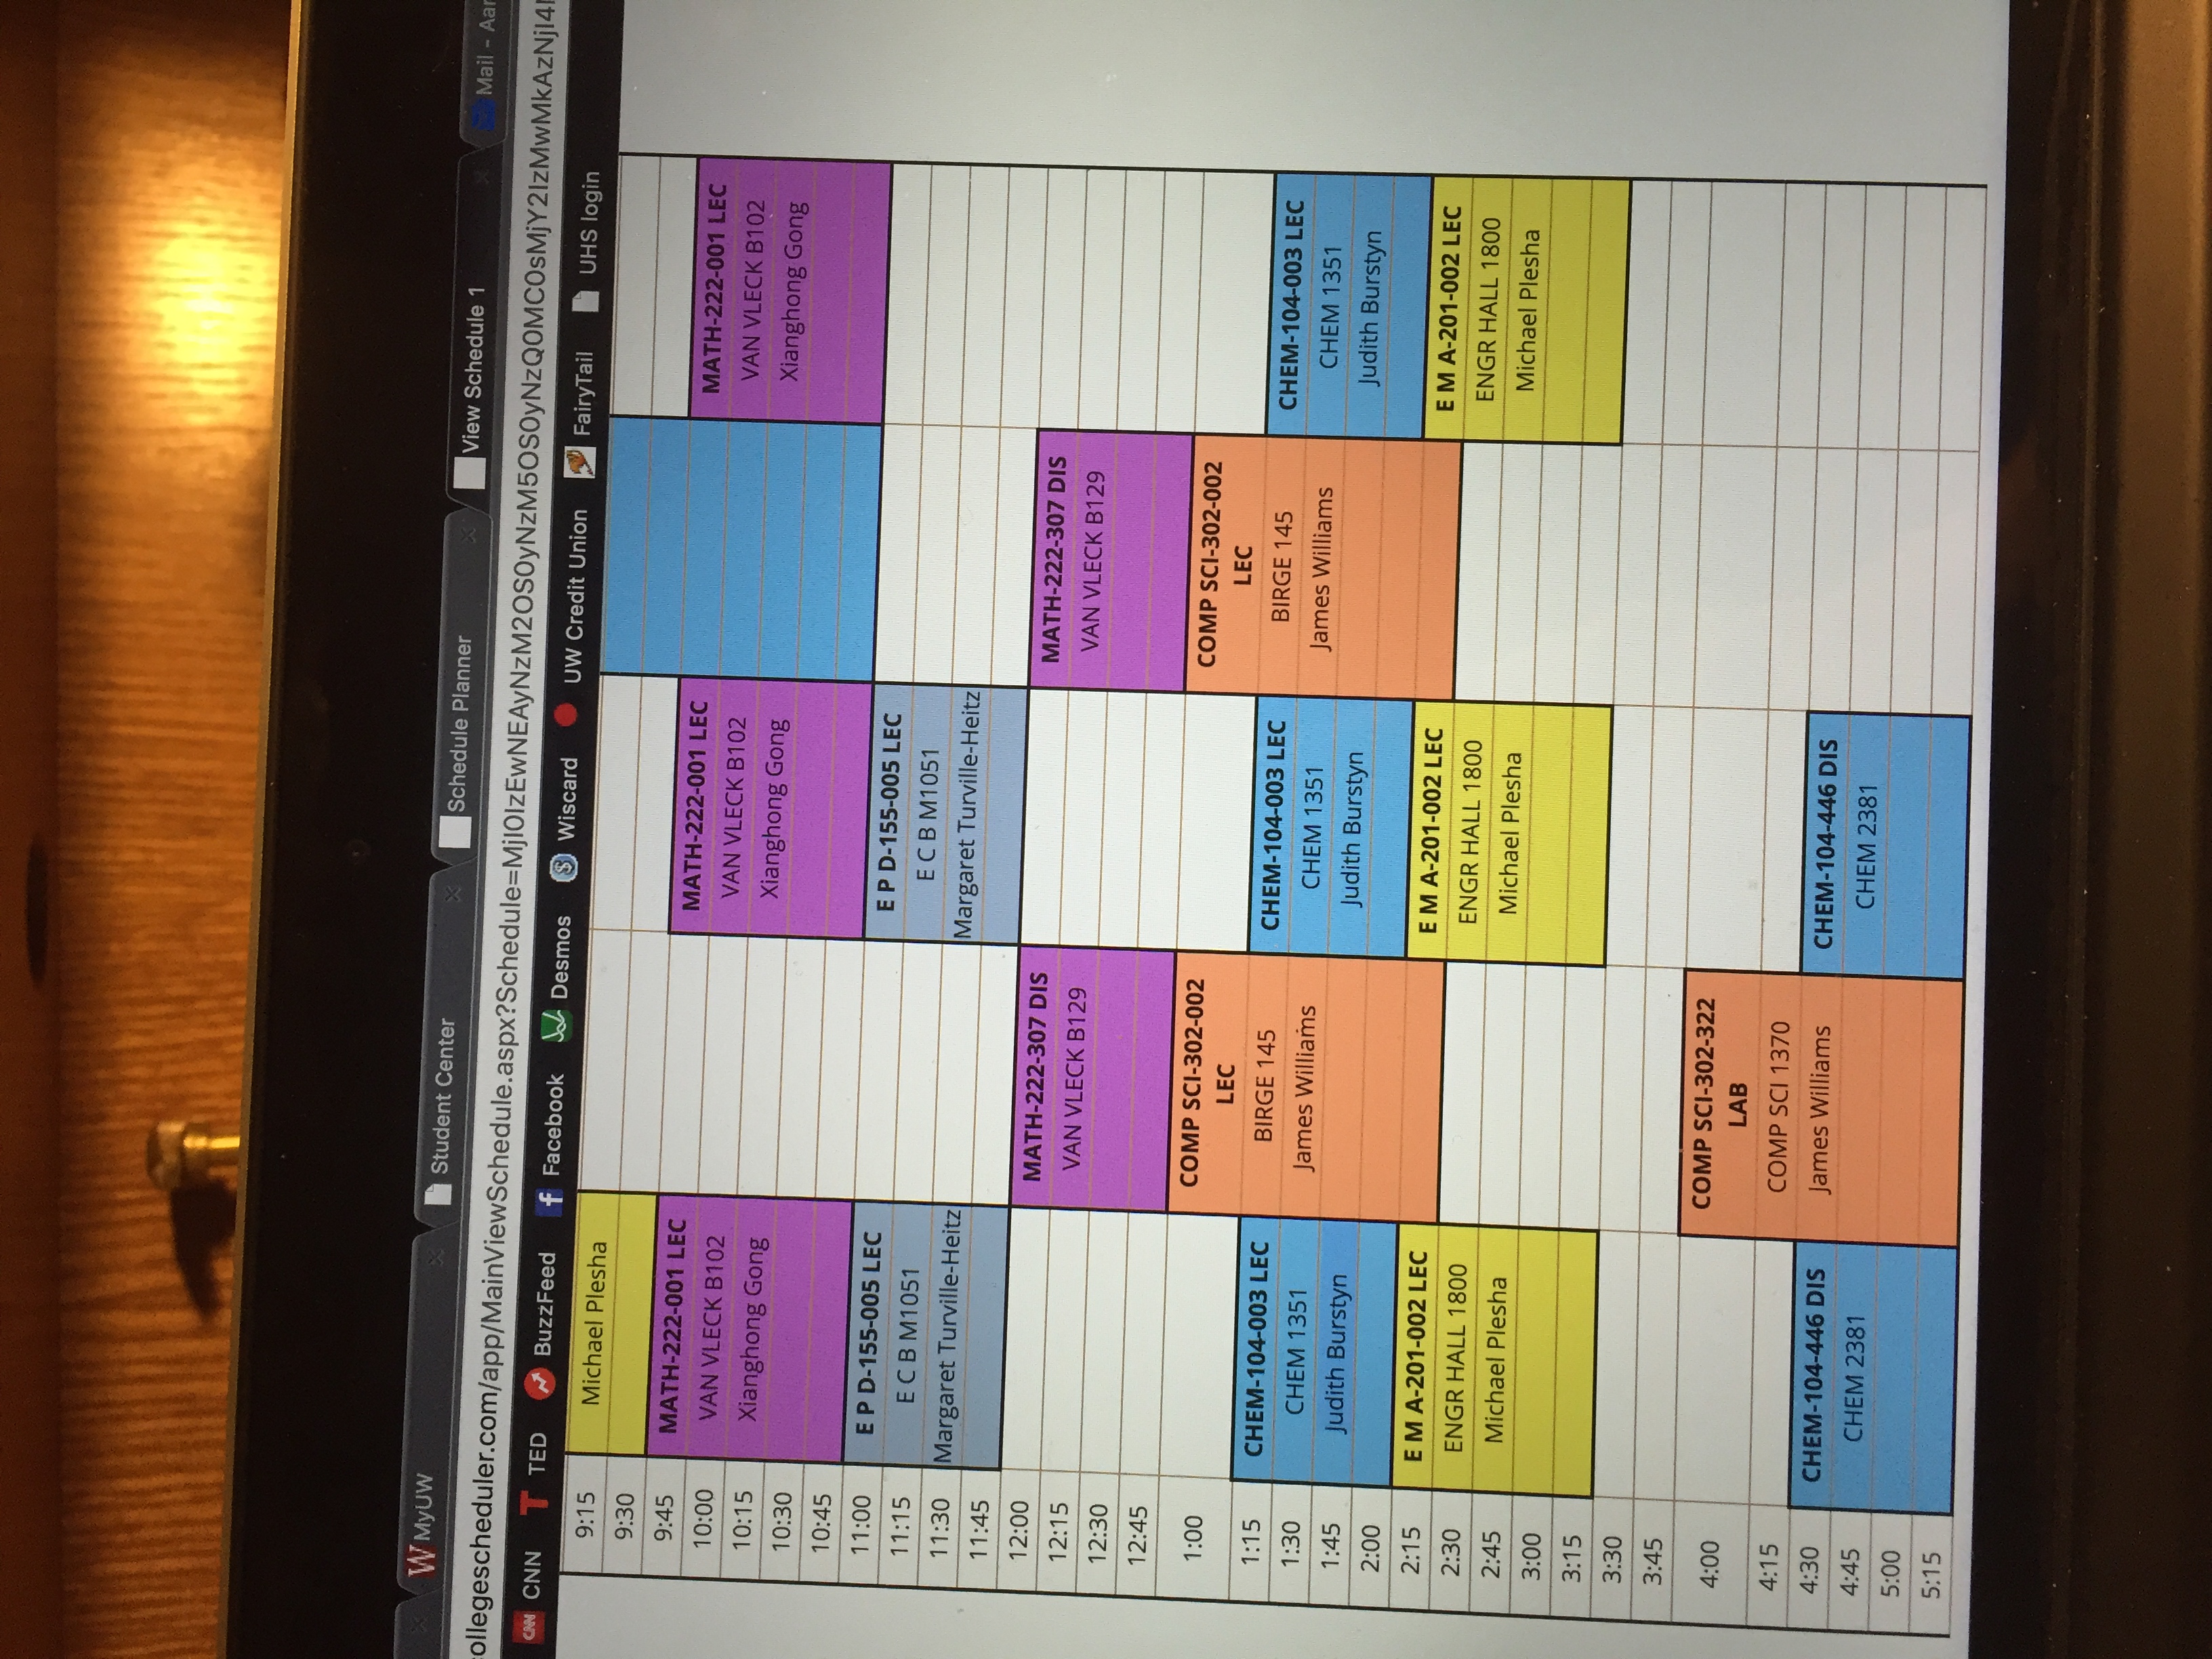 MyUW
Student Center
Schedule Planner
View Schedule 1
Mail - Aar
ollegescheduler.com/app/MainViewSchedule.aspx?Schedule=MjI0IzEwNEAyNzM2OS0yNzM5OS0yNzQ0MC0sMjY2IzMwMkAzNjI4
CNN CNN
TED
BuzzFeed
Facebook
Desmos
Wiscard
UW Credit Union
FairyTail
UHS login
9:15 Michael Plesha
9:30
9:45 MATH-222-001 LEC MATH-222-001 LEC MATH-222-001 LEC
10:00 VAN VLECK B102 VAN VLECK B102 VAN VLECK B102
10:15 Xianghong Gong Xianghong Gong Xianghong Gong
10:30
10:45
11:00 E P D-155-005 LEC E P D-155-005 LEC
11:15 E C B M1051 E C B M1051
11:30 Margaret Turville-Heitz Margaret Turville-Heitz
11:45
12:00 MATH-222-307 DIS MATH-222-307 DIS
12:15 VAN VLECK B129 VAN VLECK B129
12:30
12:45
1:00 COMP SCI-302-002 LEC COMP SCI-302-002 LEC
1:15 CHEM-104-003 LEC BIRGE 145 CHEM-104-003 LEC BIRGE 145 CHEM-104-003 LEC
1:30 CHEM 1351 James Williams CHEM 1351 James Williams CHEM 1351
1:45 Judith Burstyn Judith Burstyn Judith Burstyn
2:00
2:15 E M A-201-002 LEC E M A-201-002 LEC E M A-201-002 LEC
2:30 ENGR HALL 1800 ENGR HALL 1800 ENGR HALL 1800
2:45 Michael Plesha Michael Plesha Michael Plesha
3:00
3:15
3:30
3:45
4:00 COMP SCI-302-322 LAB
4:15 COMP SCI 1370
4:30 CHEM-104-446 DIS James Williams CHEM-104-446 DIS
4:45 CHEM 2381 CHEM 2381
5:00
5:15